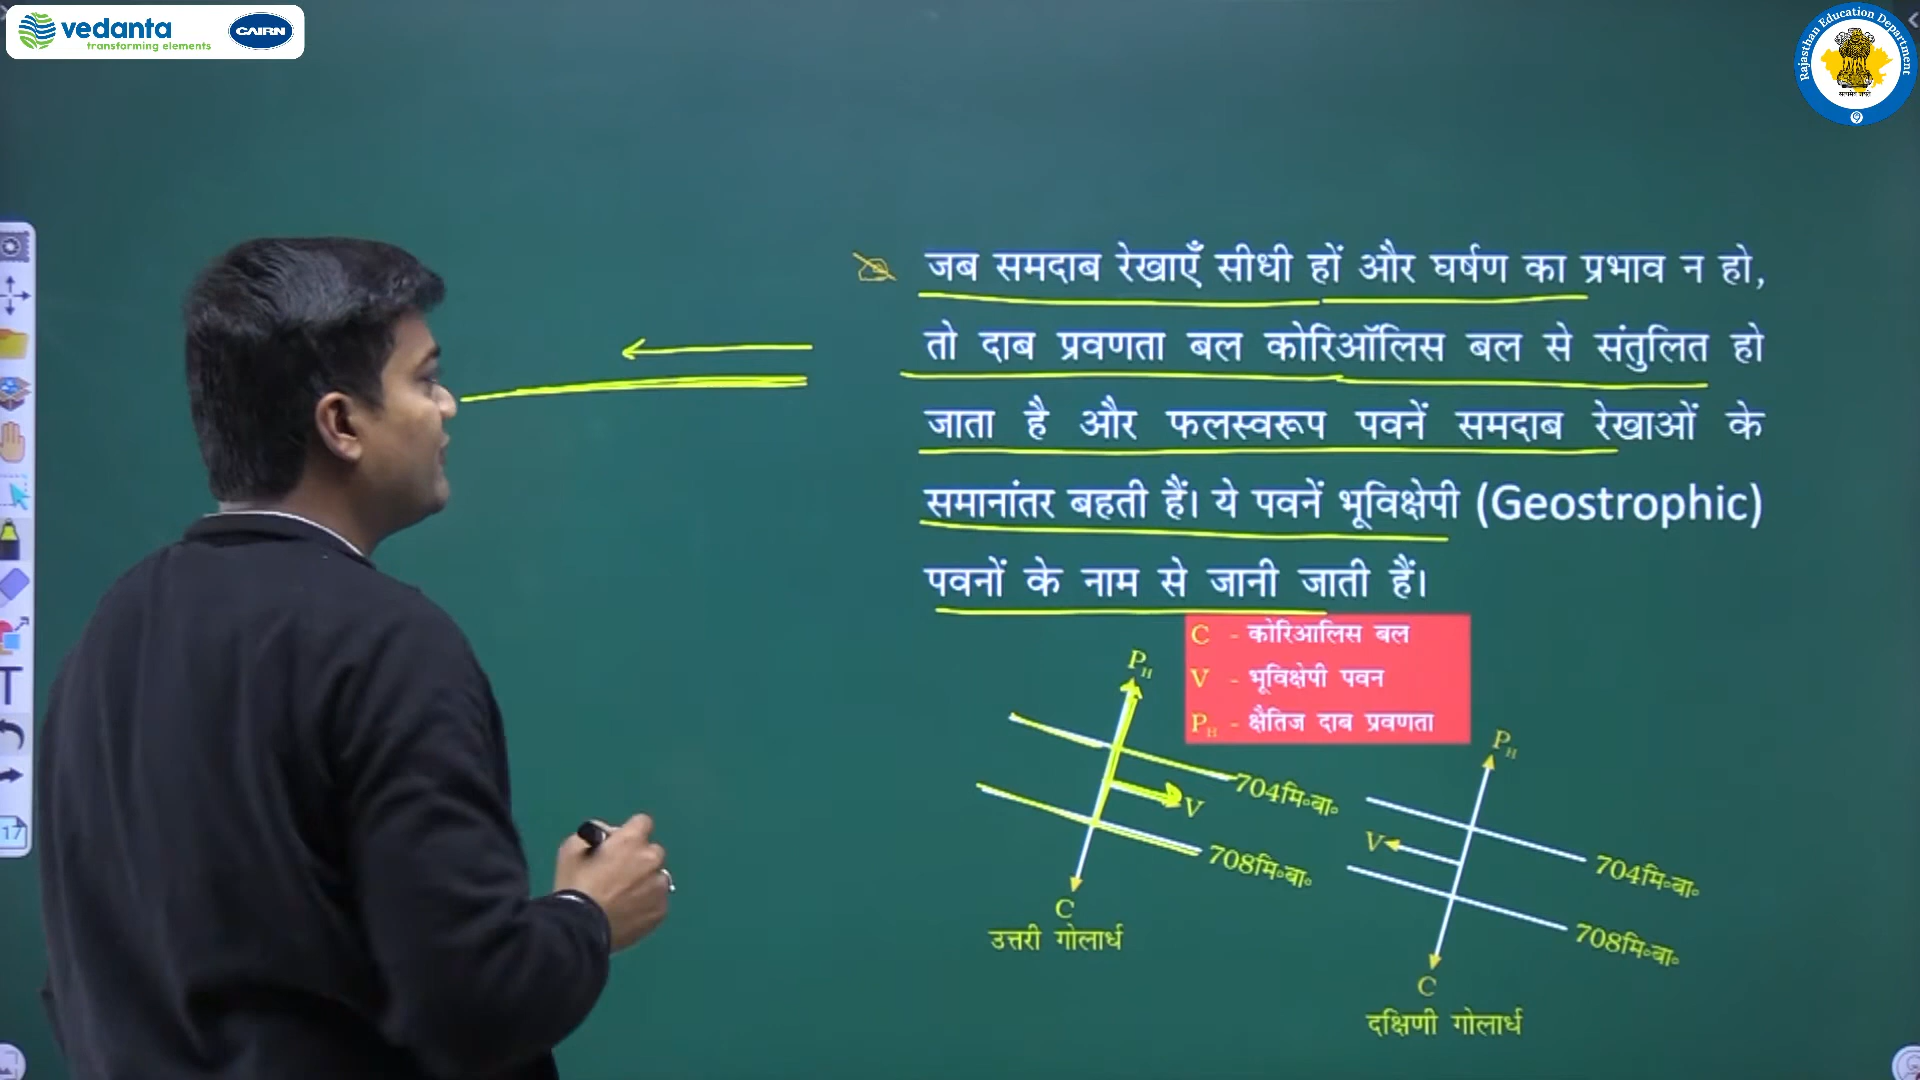 vedanta
transforming elements
CAIRN
Rajasthan Education Department
जब समदाब रेखाएँ सीधी हों और घर्षण का प्रभाव न हो,
तो दाब प्रवणता बल कोरिऑलिस बल से संतुलित हो
जाता है और फलस्वरूप पवनें समदाब रेखाओं के
समानांतर बहती हैं। ये पवनें भूविक्षेपी (Geostrophic)
पवनों के नाम से जानी जाती हैं।
C - कोरिआलिस बल
V - भूविक्षेपी पवन
PH - क्षैतिज दाब प्रवणता
PH
704मि॰बा॰
V
708मि॰बा॰
C
उत्तरी गोलार्ध
PH
V
704मि॰बा॰
708मि॰बा॰
C
दक्षिणी गोलार्ध
T
17